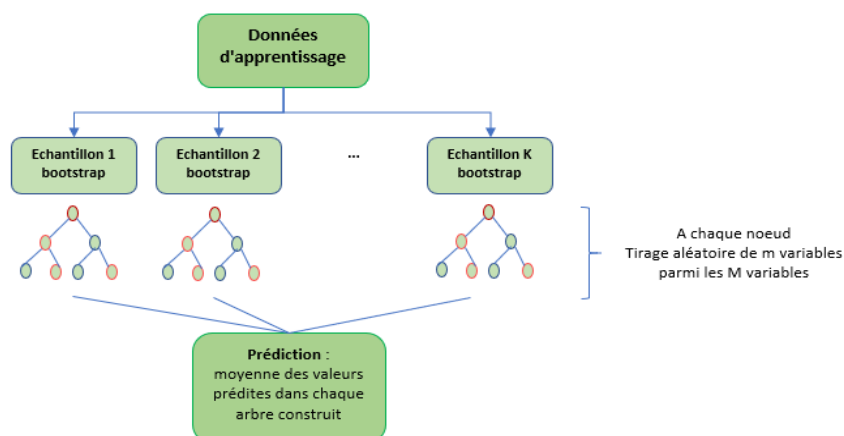 Données
d'apprentissage
Echantillon 1
bootstrap
Echantillon 2
bootstrap
...
Echantillon K
bootstrap
A chaque noeud
Tirage aléatoire de m variables
parmi les M variables
Prédiction :
moyenne des valeurs
prédites dans chaque
arbre construit